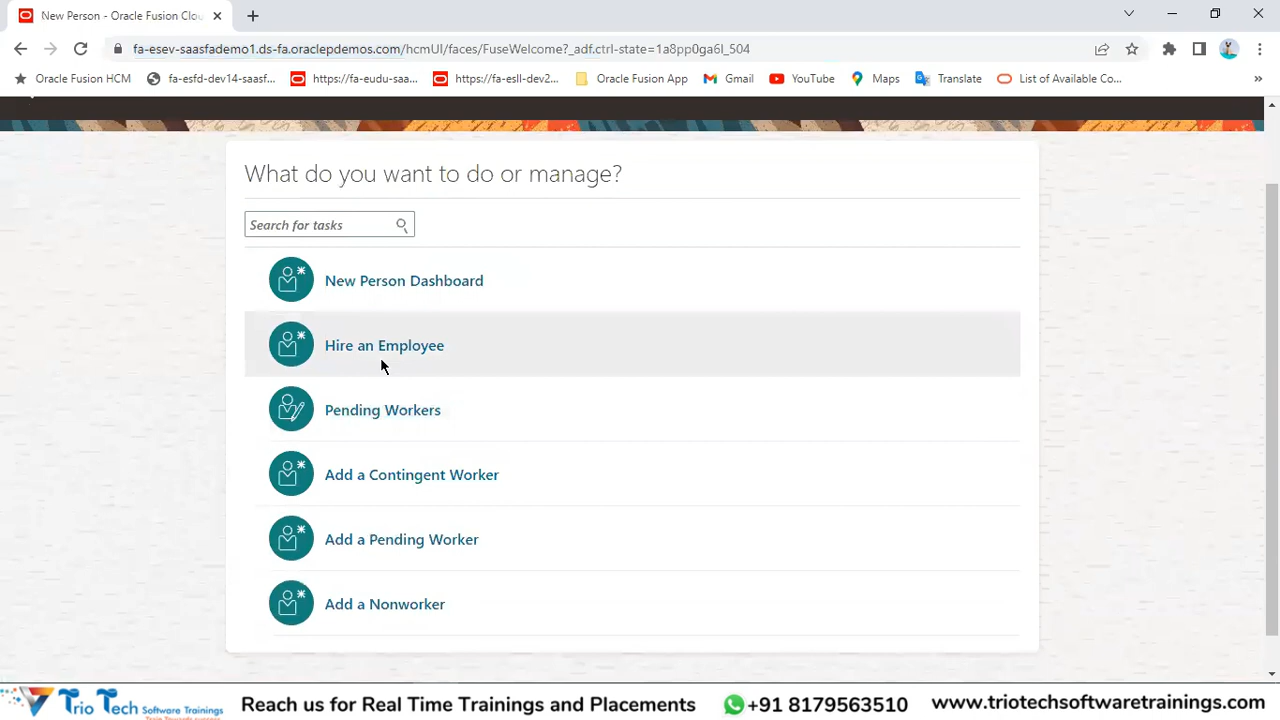 New Person - Oracle Fusion Clou
fa-esev-saasfademo1.ds-fa.oraclepdemos.com/hcmUI/faces/FuseWelcome?_adf.ctrl-state=1a8pp0ga6l_504
Oracle Fusion HCM fa-esfd-dev14-saasf... https://fa-eudu-saa... https://fa-esll-dev2... Oracle Fusion App Gmail YouTube Maps Translate List of Available Co... »
What do you want to do or manage?
Search for tasks
New Person Dashboard
Hire an Employee
Pending Workers
Add a Contingent Worker
Add a Pending Worker
Add a Nonworker
Trio Tech Software Trainings
Train Towards success
Reach us for Real Time Trainings and Placements
+91 8179563510
www.triotechsoftwaretrainings.com